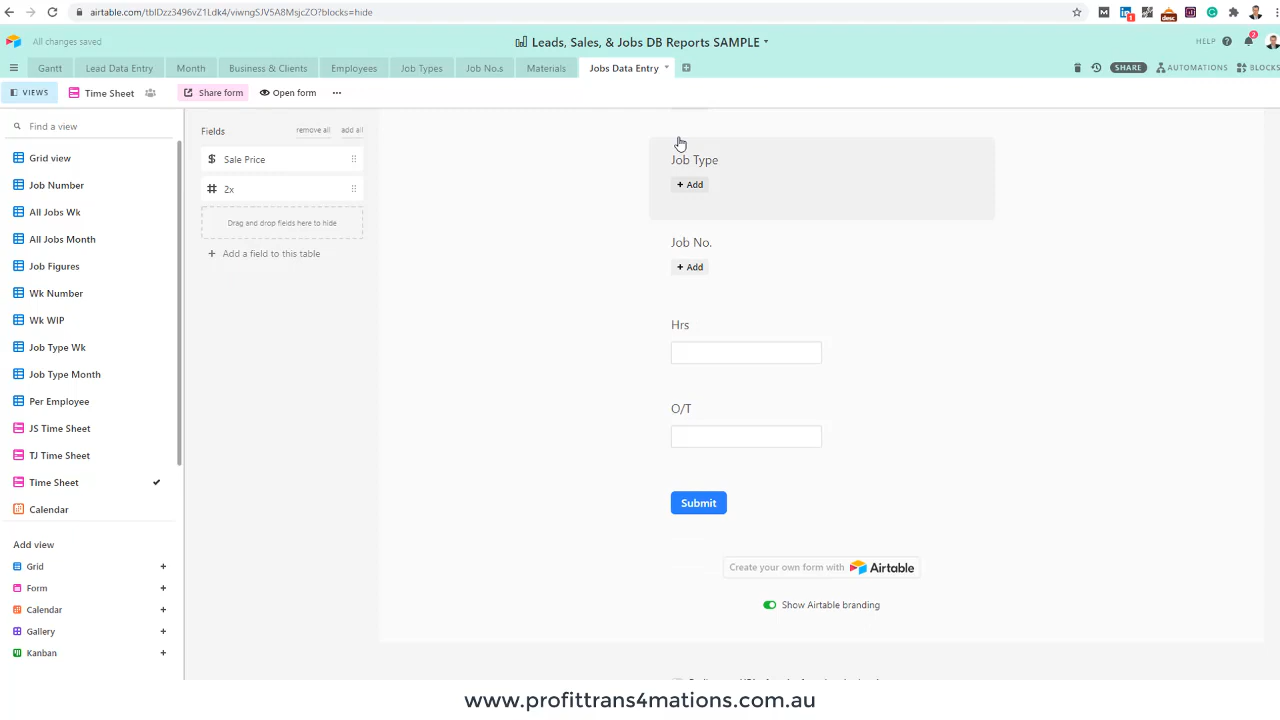 airtable.com/tblDzz3496vZ1Ldk4/viwngSJV5A8MsjcZO?blocks=hide
desc
All changes saved
Leads, Sales, & Jobs DB Reports SAMPLE
HELP
2
Gantt
Lead Data Entry
Month
Business & Clients
Employees
Job Types
Job No.s
Materials
Jobs Data Entry
SHARE
AUTOMATIONS
BLOCKS
VIEWS
Time Sheet
Share form
Open form
Find a view
Grid view
Job Number
All Jobs Wk
All Jobs Month
Job Figures
Wk Number
Wk WIP
Job Type Wk
Job Type Month
Per Employee
JS Time Sheet
TJ Time Sheet
Time Sheet
Calendar
Add view
Grid
Form
Calendar
Gallery
Kanban
Fields
remove all
add all
$ Sale Price
# 2x
Drag and drop fields here to hide
+ Add a field to this table
Job Type
+ Add
Job No.
+ Add
Hrs
O/T
Submit
Create your own form with Airtable
Show Airtable branding
www.profittrans4mations.com.au